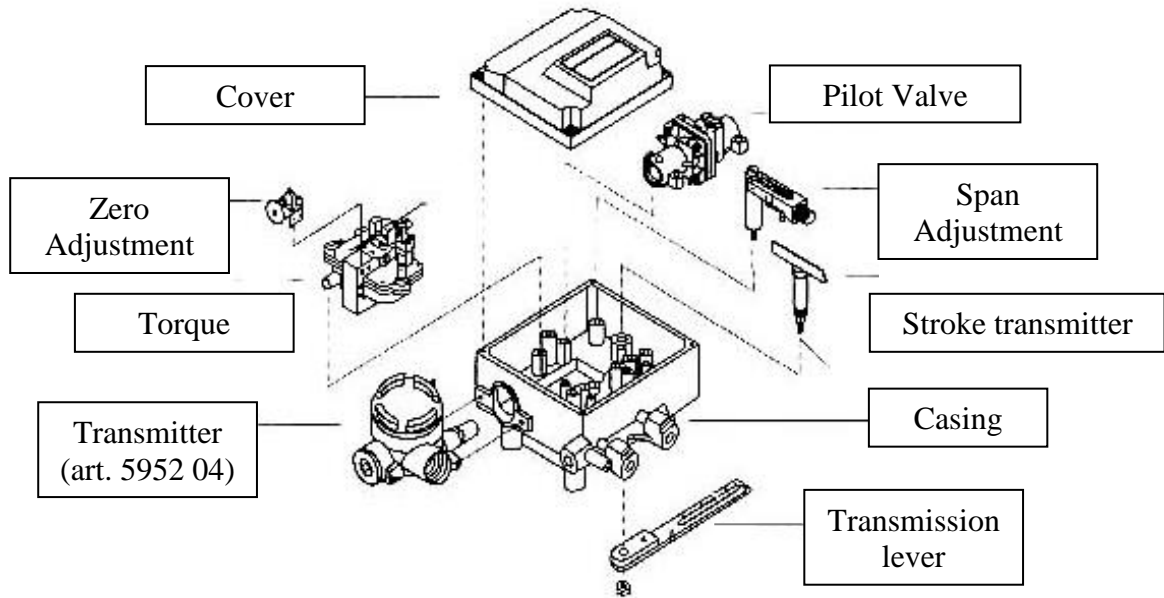 Cover
Pilot Valve
Zero
Adjustment
Span
Adjustment
Torque
Stroke transmitter
Transmitter
(art. 5952 04)
Casing
Transmission
lever